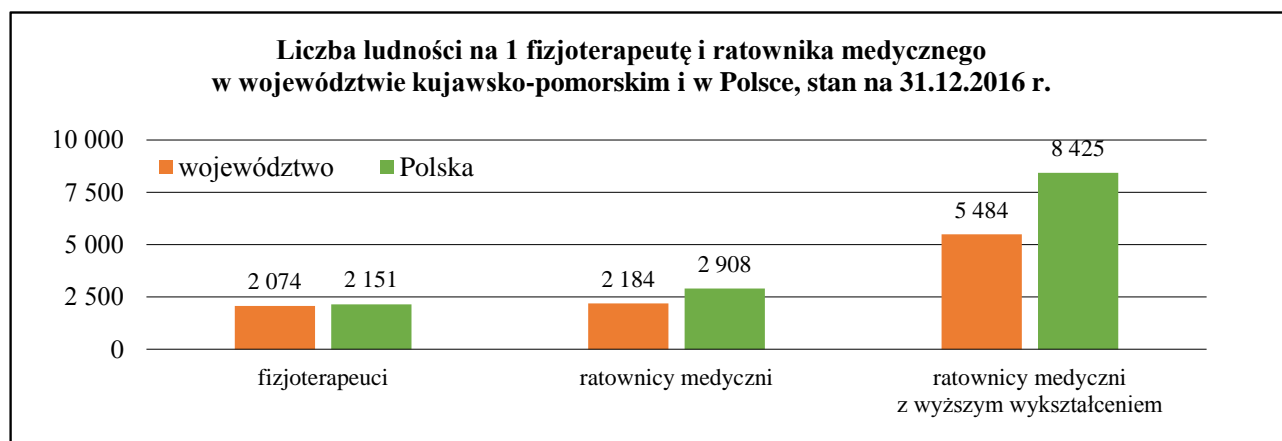 Liczba ludności na 1 fizjoterapeutę i ratownika medycznego
w województwie kujawsko-pomorskim i w Polsce, stan na 31.12.2016 r.
10 000
7 500
5 000
2 500
0
województwo
Polska
2 074
2 151
2 184
2 908
5 484
8 425
fizjoterapeuci
ratownicy medyczni
ratownicy medyczni
z wyższym wykształceniem